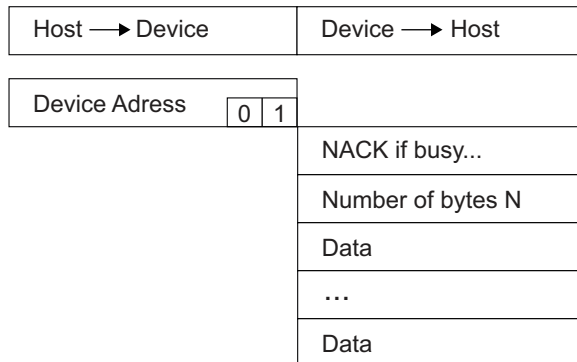 Host → Device
Device → Host
Device Adress 0 1
NACK if busy...
Number of bytes N
Data
...
Data